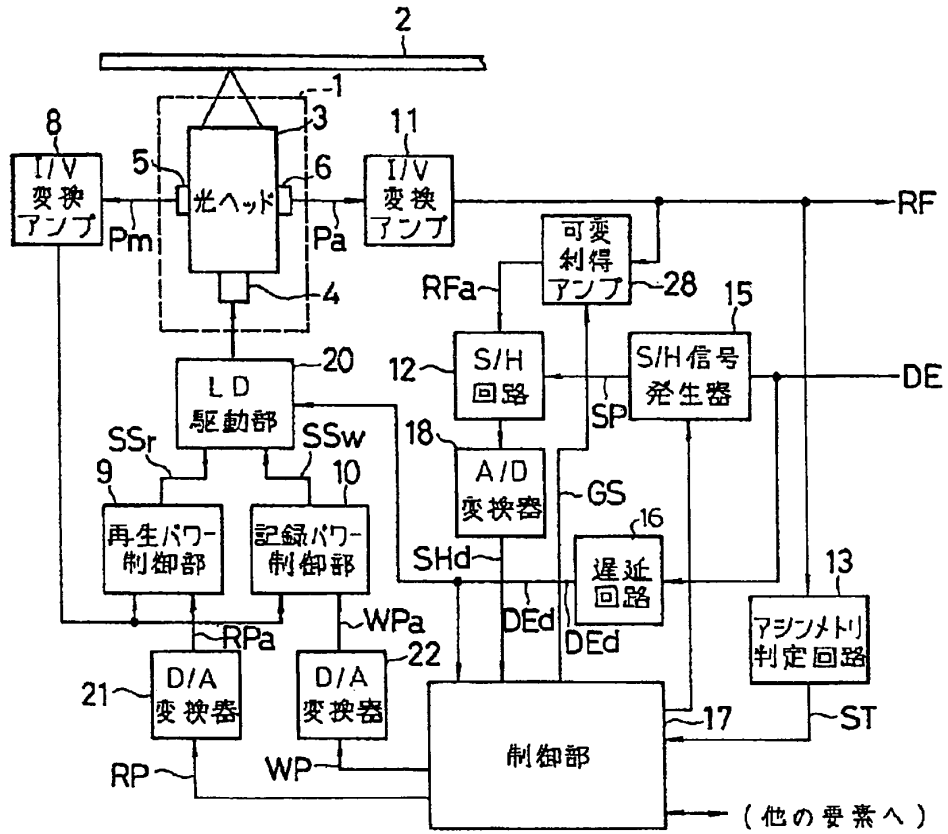 2
1
3
8
I/V
変換
アンプ
5
6
光ヘッド
Pm
Pa
11
I/V
変換
アンプ
RF
可変
利得
アンプ
28
RFa
4
20
LD
駆動部
12
S/H
回路
15
S/H信号
発生器
DE
SP
18
A/D
変換器
GS
SSr
SSw
9
再生パワー
制御部
10
記録パワー
制御部
SHd
16
遅延
回路
DEd
DEd
13
アシンメトリ
判定回路
RPa
WPa
21
D/A
変換器
22
D/A
変換器
17
制御部
ST
RP
WP
(他の要素へ)